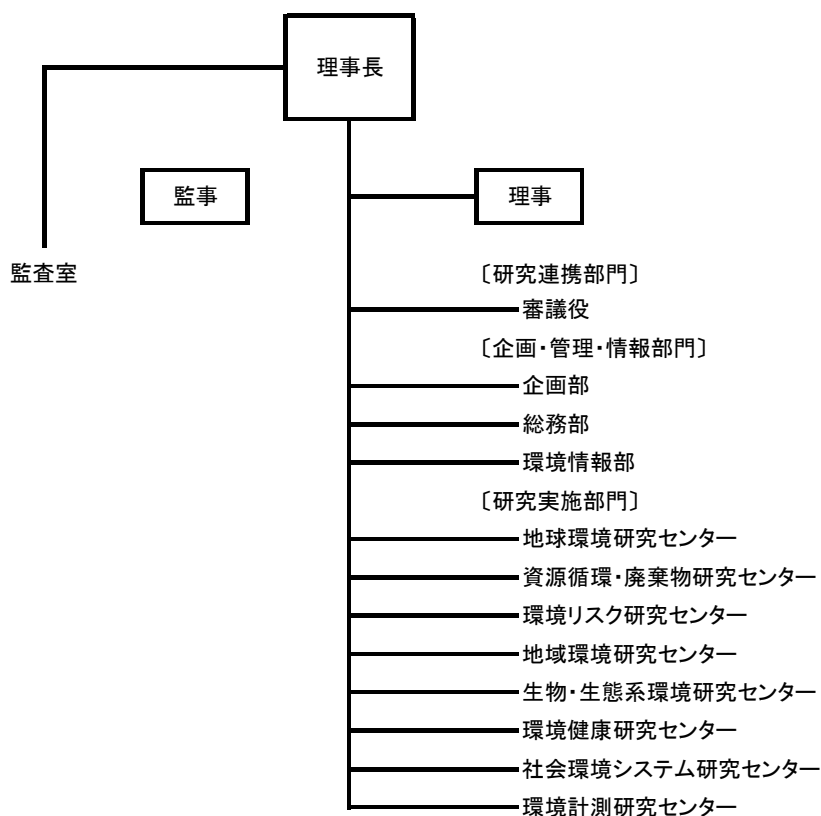 理事長
監事
理事
監査室
〔研究連携部門〕
審議役
〔企画・管理・情報部門〕
企画部
総務部
環境情報部
〔研究実施部門〕
地球環境研究センター
資源循環・廃棄物研究センター
環境リスク研究センター
地域環境研究センター
生物・生態系環境研究センター
環境健康研究センター
社会環境システム研究センター
環境計測研究センター